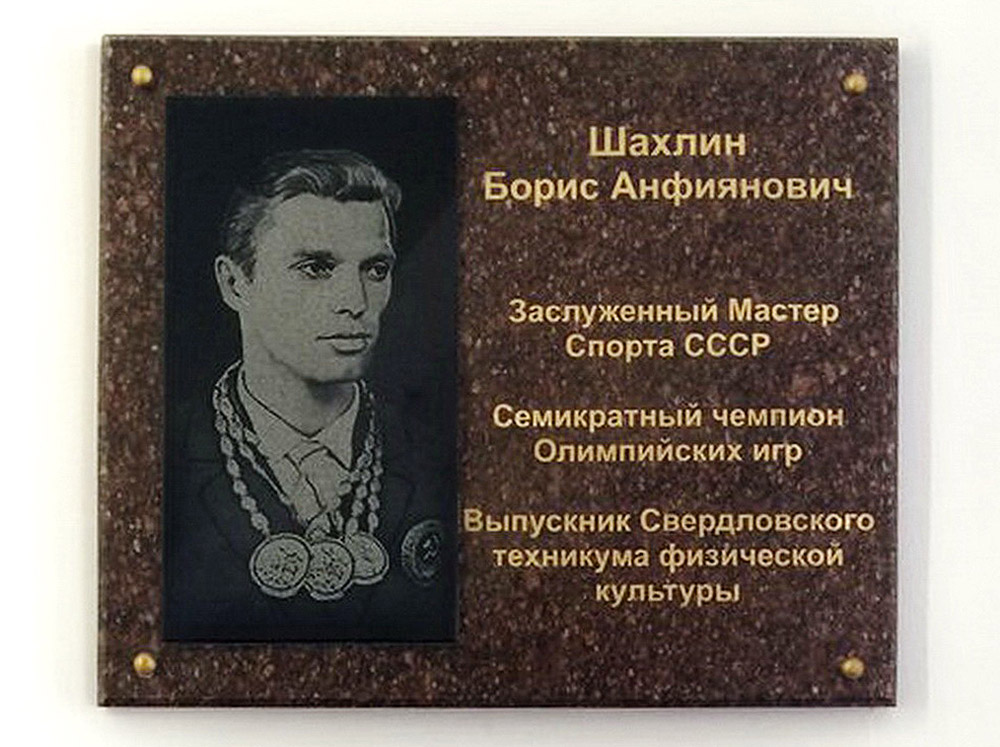 Шахлин
Борис Анфиянович
Заслуженный Мастер
Спорта СССР
Семикратный чемпион
Олимпийских игр
Выпускник Свердловского
техникума физической
культуры